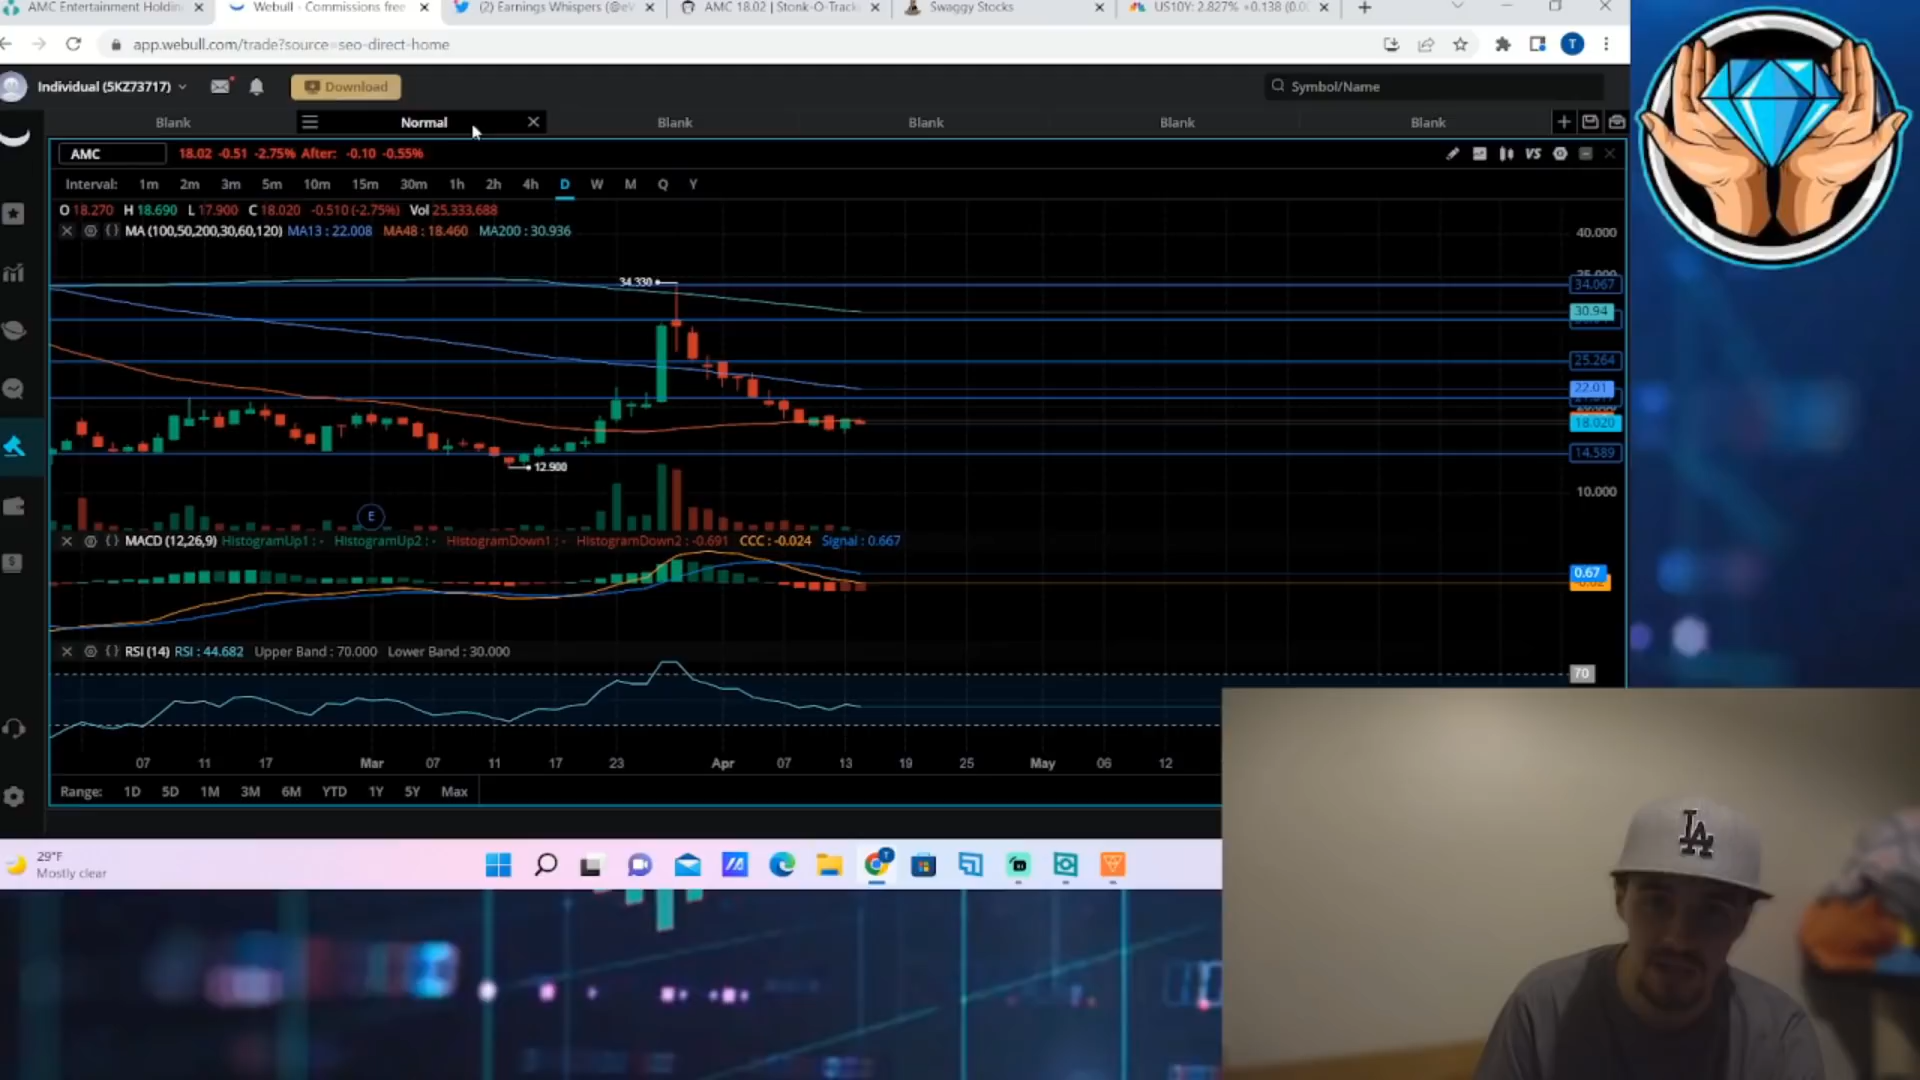 AMC Entertainment Holdin
Webull - Commissions free
(2) Earnings Whispers (@eW
AMC 18.02 | Stonk-O-Track
Swaggy Stocks
US10Y: 2.827% +0.138 (0.0
app.webull.com/trade?source=seo-direct-home
T
Individual (5KZ73717)
Download
Symbol/Name
Blank
Normal
Blank
Blank
Blank
Blank
AMC
18.02 -0.51 -2.75% After: -0.10 -0.55%
VS
Interval: 1m 2m 3m 5m 10m 15m 30m 1h 2h 4h D W M Q Y
O 18.270 H 18.690 L 17.900 C 18.020 -0.510 (-2.75%) Vol 25,333,688
MA (100,50,200,30,60,120) MA13 : 22.008 MA48 : 18.460 MA200 : 30.936
40.000
35.000
34.067
34.330
30.94
25.264
22.01
18.020
14.589
12.900
10.000
E
MACD (12,26,9) HistogramUp1 : - HistogramUp2 : - HistogramDown1 : - HistogramDown2 : -0.691 CCC : -0.024 Signal : 0.667
0.67
RSI (14) RSI : 44.682 Upper Band : 70.000 Lower Band : 30.000
70
07 11 17 Mar 07 11 17 23 Apr 07 13 19 25 May 06 12
Range: 1D 5D 1M 3M 6M YTD 1Y 5Y Max
29°F
Mostly clear
T
LA